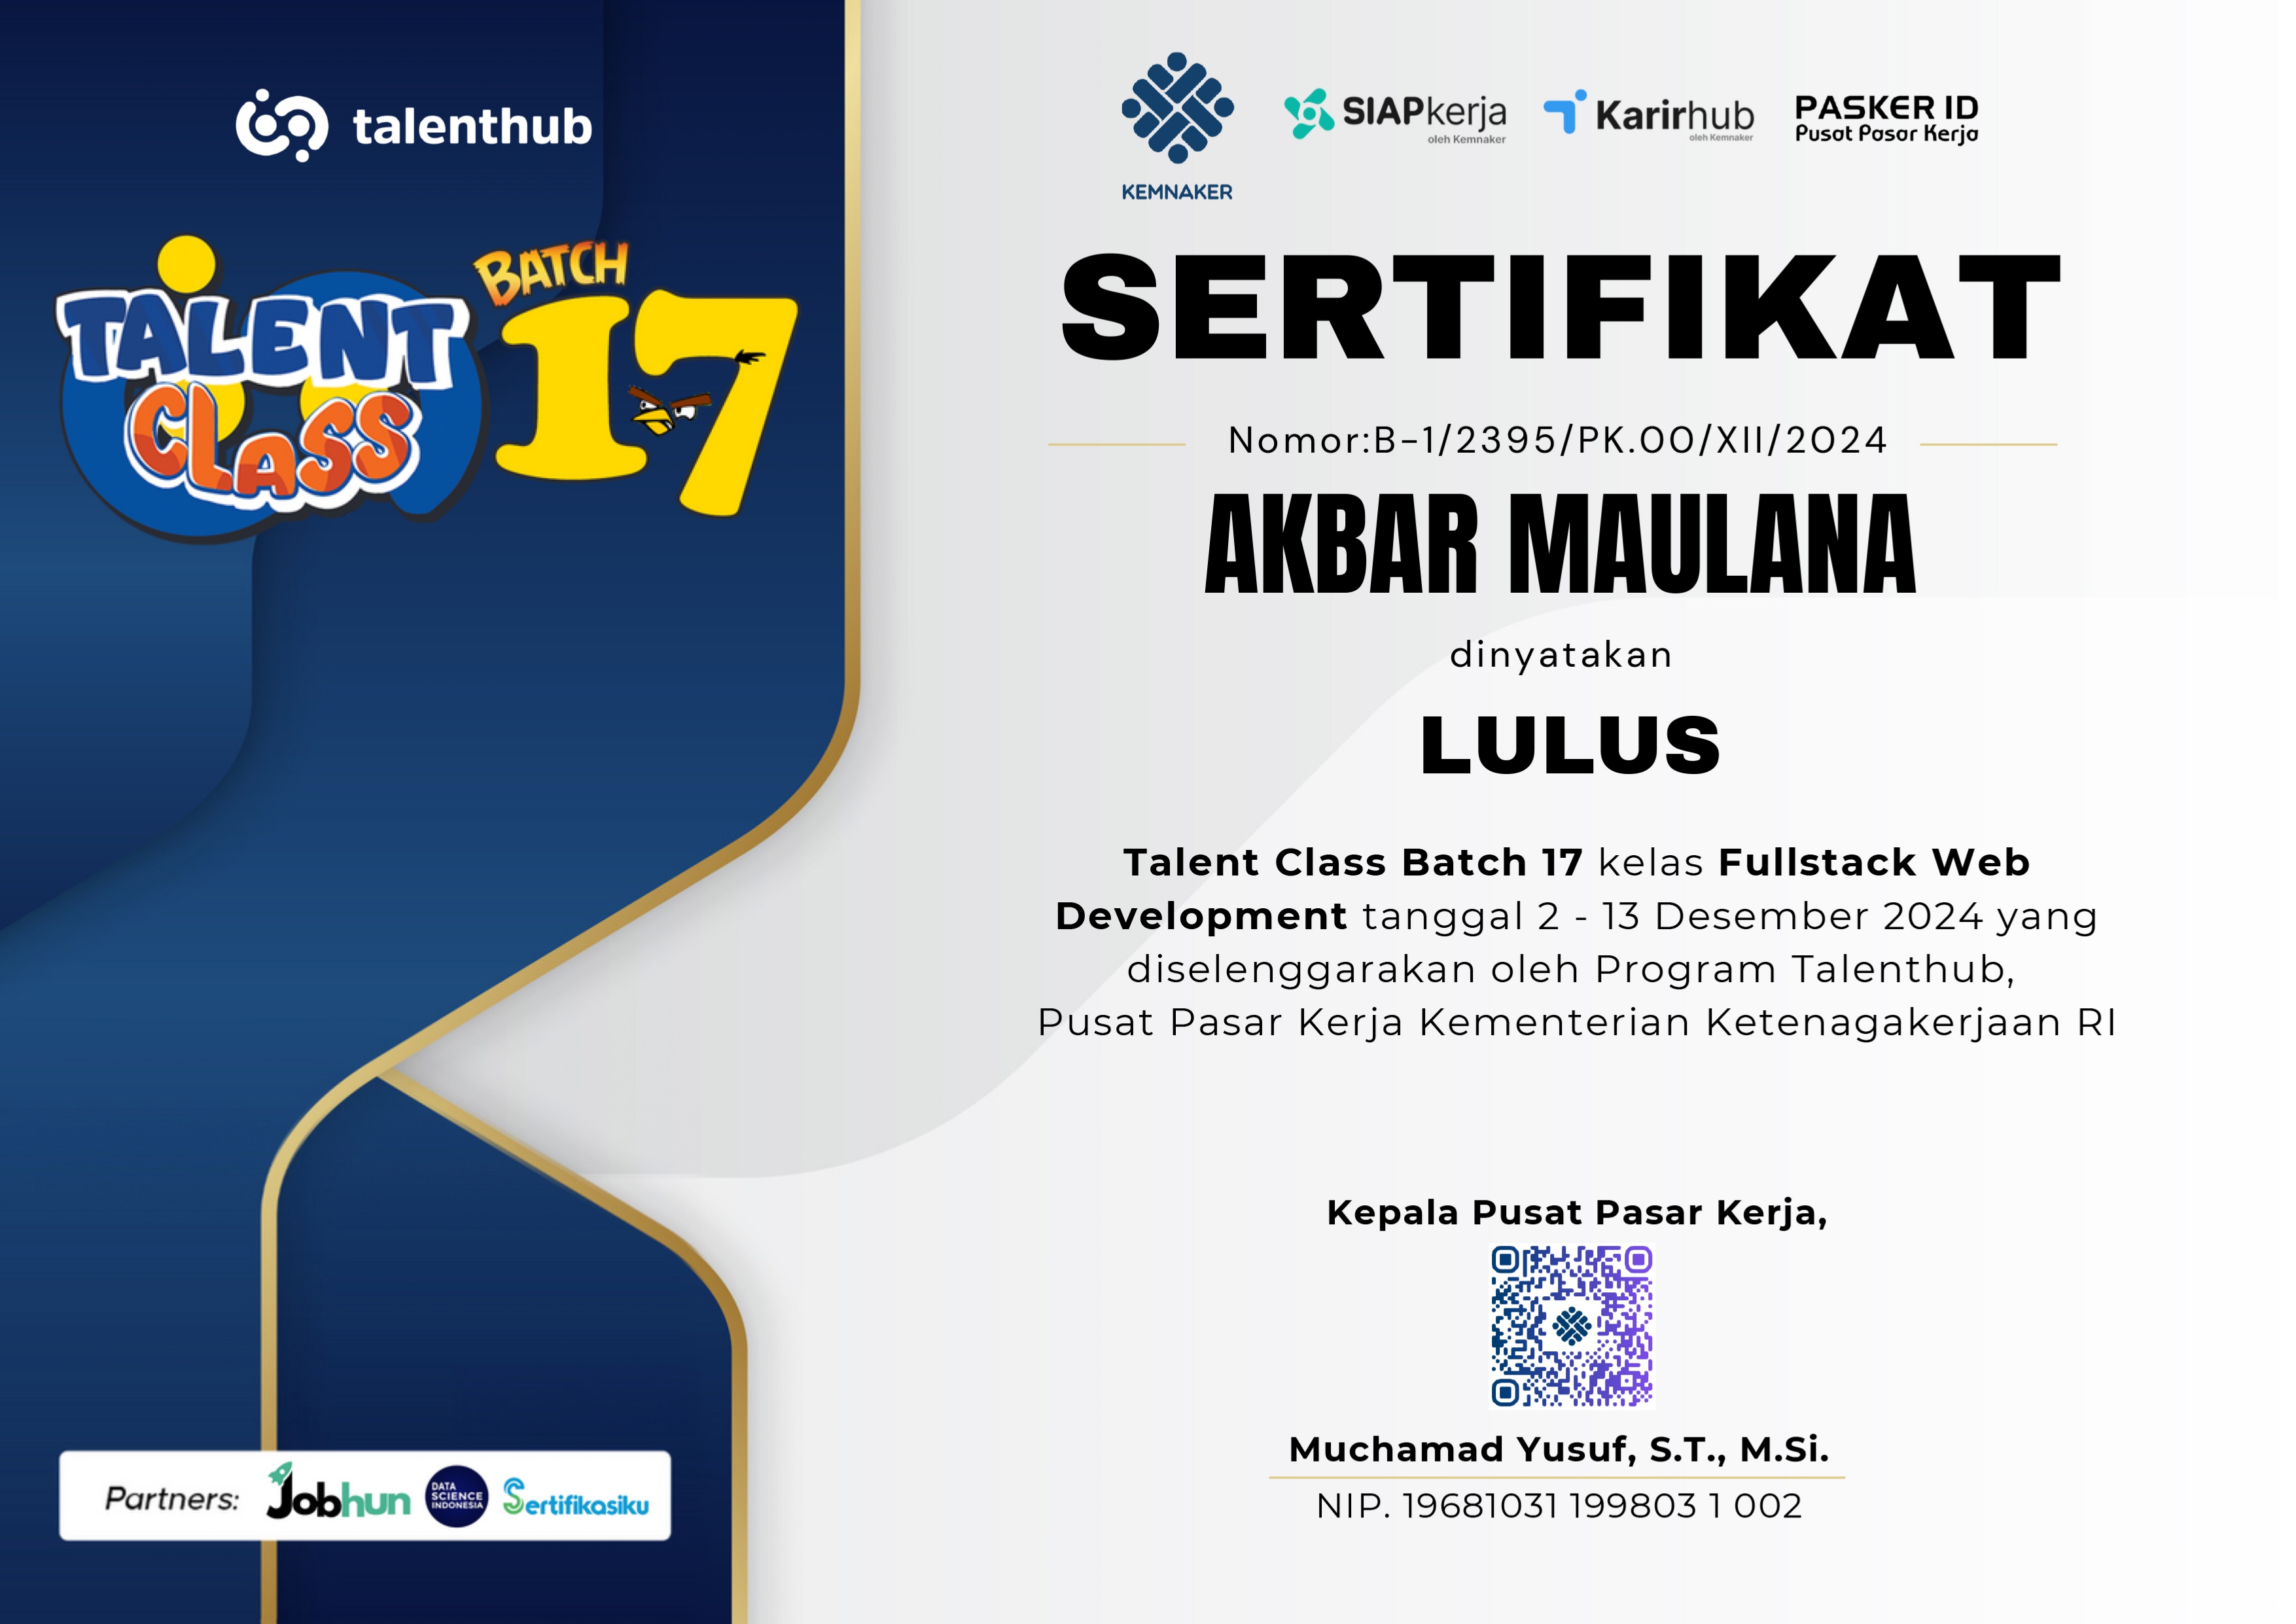 talenthub
TALENT
CLASS
BATCH
17
KEMNAKER
SIAPkerja
oleh Kemnaker
Karirhub
oleh Kemnaker
PASKER ID
Pusat Pasar Kerja
SERTIFIKAT
Nomor:B-1/2395/PK.00/XII/2024
AKBAR MAULANA
dinyatakan
LULUS
Talent Class Batch 17 kelas Fullstack Web
Development tanggal 2 - 13 Desember 2024 yang
diselenggarakan oleh Program Talenthub,
Pusat Pasar Kerja Kementerian Ketenagakerjaan RI
Kepala Pusat Pasar Kerja,
Muchamad Yusuf, S.T., M.Si.
NIP. 19681031 199803 1 002
Partners:
Jobhun
DATA
SCIENCE
INDONESIA
Sertifikasiku